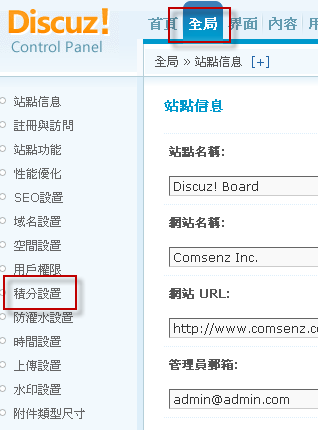 Discuz!
Control Panel
首頁 全局 界面 內容
全局 » 站點信息 [+]
站點信息
註冊與訪問
站點功能
性能優化
SEO設置
域名設置
空間設置
用戶權限
積分設置
防灌水設置
時間設置
上傳設置
水印設置
附件類型尺寸
站點信息
站點名稱:
Discuz! Board
網站名稱:
Comsenz Inc.
網站 URL:
http://www.comsenz.co
管理員郵箱:
admin@admin.com